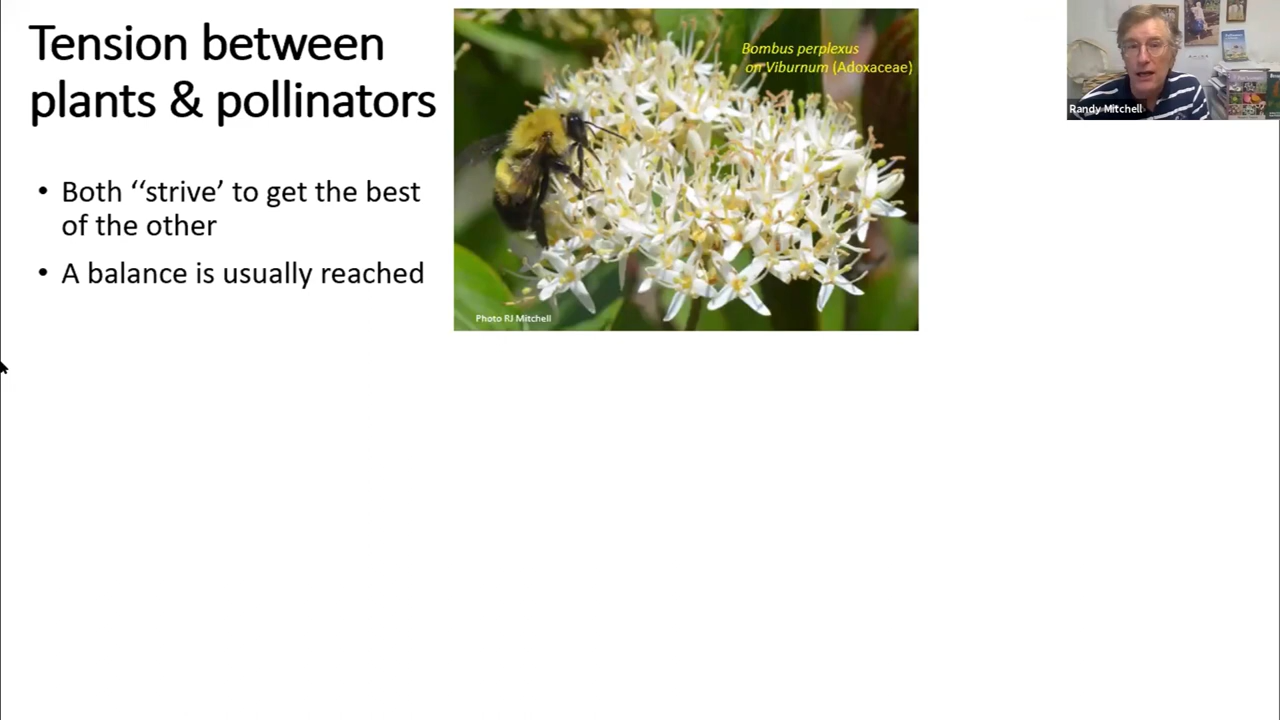 Tension between
plants & pollinators
• Both ‘‘strive’ to get the best
of the other
• A balance is usually reached
Bombus perplexus
on Viburnum (Adoxaceae)
Photo RJ Mitchell
Randy Mitchell